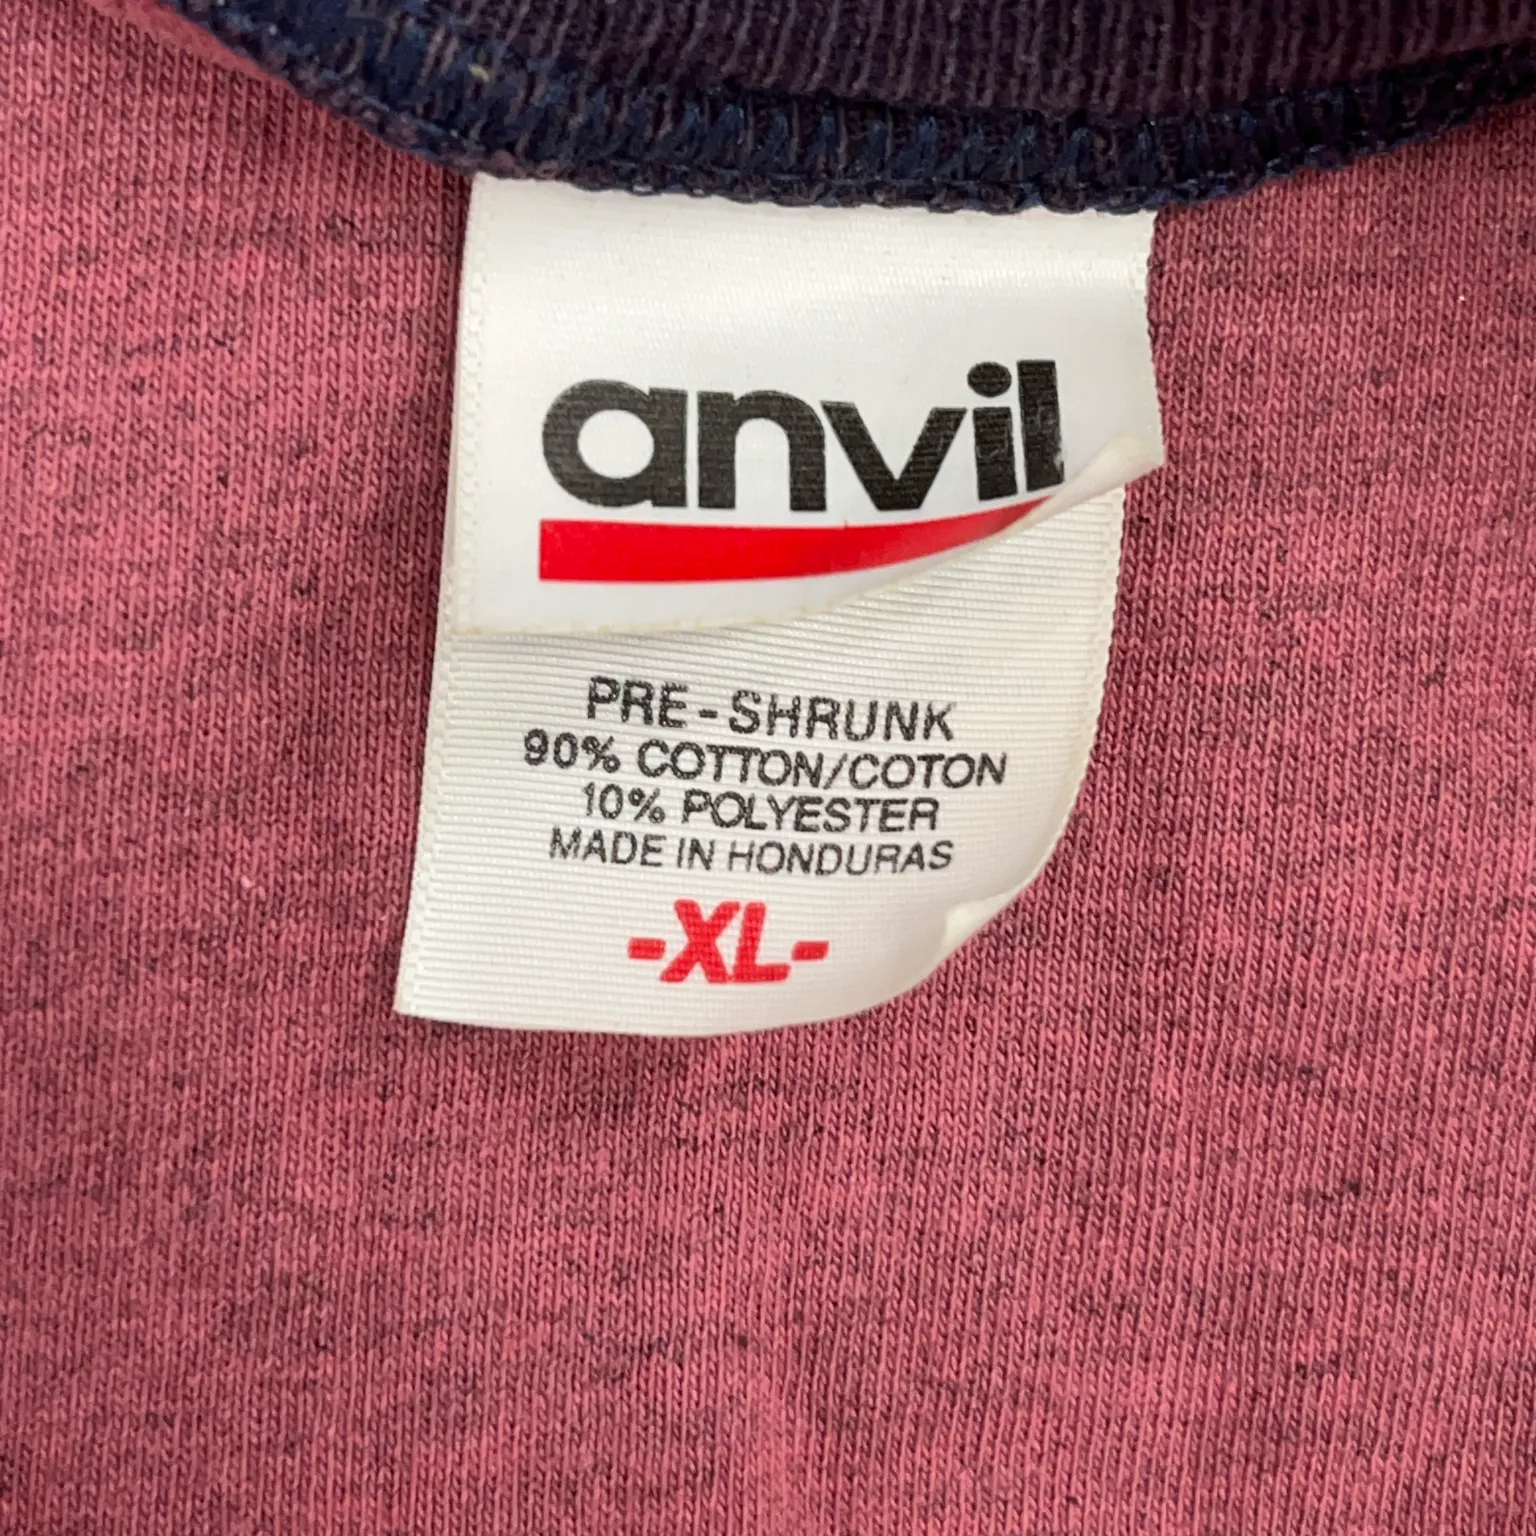 anvil
PRE-SHRUNK
90% COTTON/COTON
10% POLYESTER
MADE IN HONDURAS
-XL-